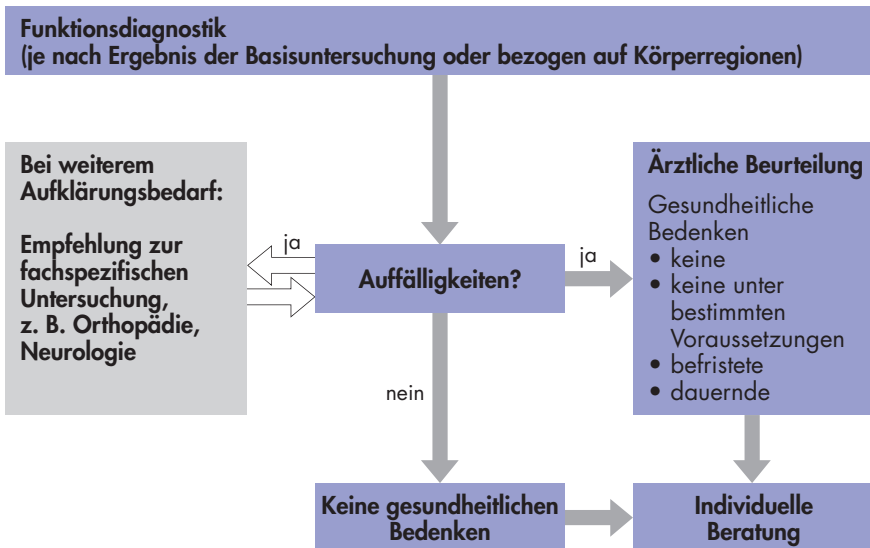 Funktionsdiagnostik
(je nach Ergebnis der Basisuntersuchung oder bezogen auf Körperregionen)
Bei weiterem
Aufklärungsbedarf:
Empfehlung zur
fachspezifischen
Untersuchung,
z. B. Orthopädie,
Neurologie
ja
Auffälligkeiten?
ja
nein
Ärztliche Beurteilung
Gesundheitliche
Bedenken
• keine
• keine unter
bestimmten
Voraussetzungen
• befristete
• dauernde
Keine gesundheitlichen
Bedenken
Individuelle
Beratung